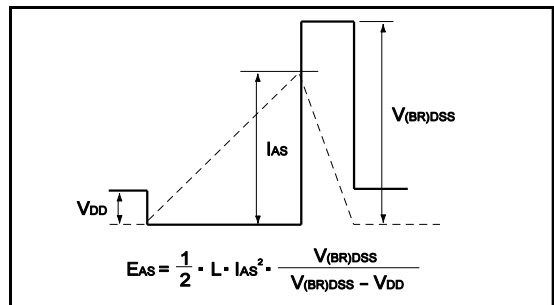 V(BR)DSS
IAS
VDD
EAS = 1/2 · L · IAS² · V(BR)DSS / V(BR)DSS – VDD